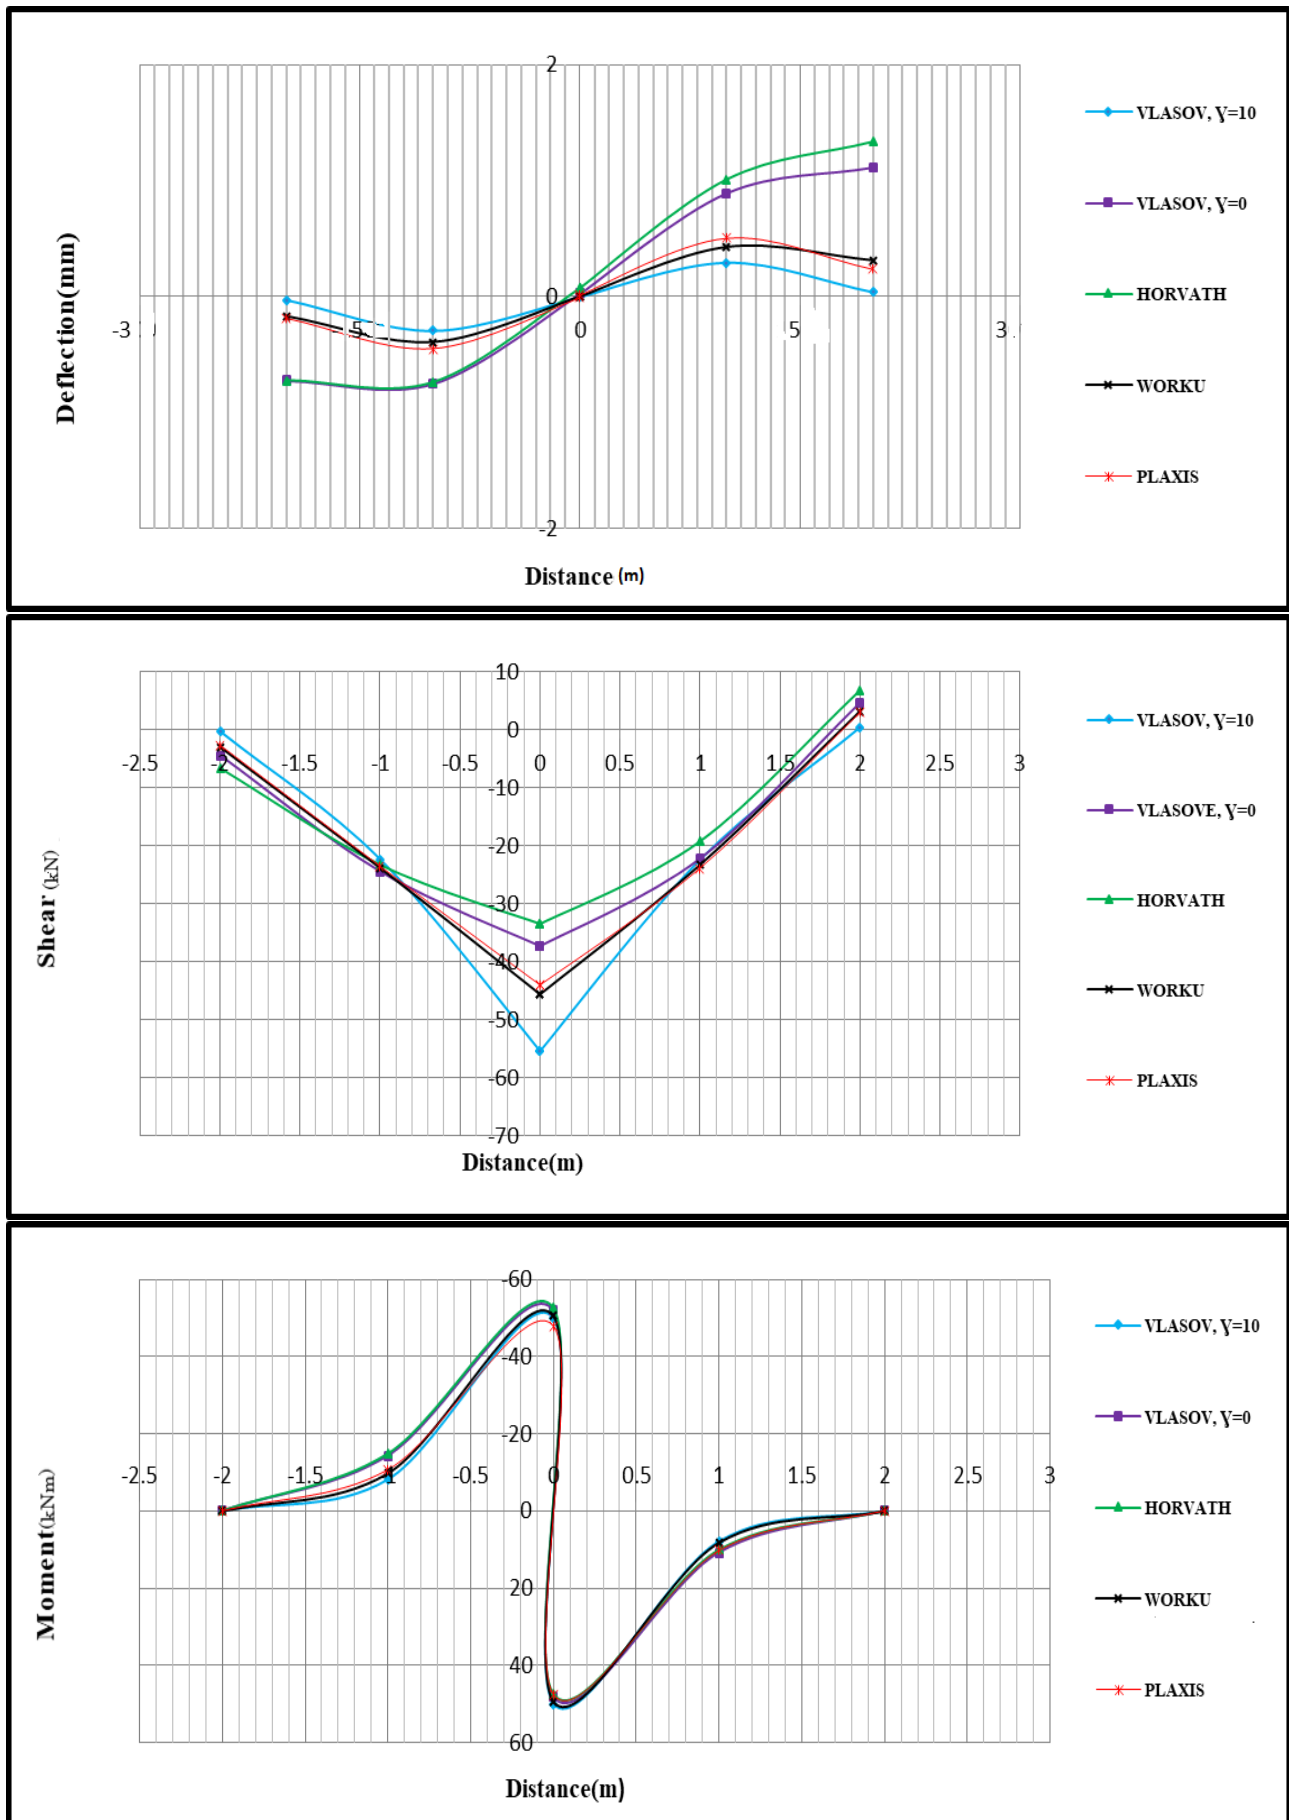 2
VLASOV, Ɣ=10
VLASOV, Ɣ=0
Deflection(mm)
0
HORVATH
-3 5 0 5 3
WORKU
PLAXIS
-2
Distance (m)
10
VLASOV, Ɣ=10
0
-2.5 -2 -1.5 -1 -0.5 0 0.5 1 1.5 2 2.5 3
-10
VLASOVE, Ɣ=0
-20
Shear (kN)
HORVATH
-30
-40
WORKU
-50
-60
PLAXIS
-70
Distance(m)
-60
VLASOV, Ɣ=10
-40
VLASOV, Ɣ=0
-20
-2.5 -2 -1.5 -1 -0.5 0 0.5 1 1.5 2 2.5 3
Moment(kNm)
0
HORVATH
20
WORKU
40
PLAXIS
60
Distance(m)